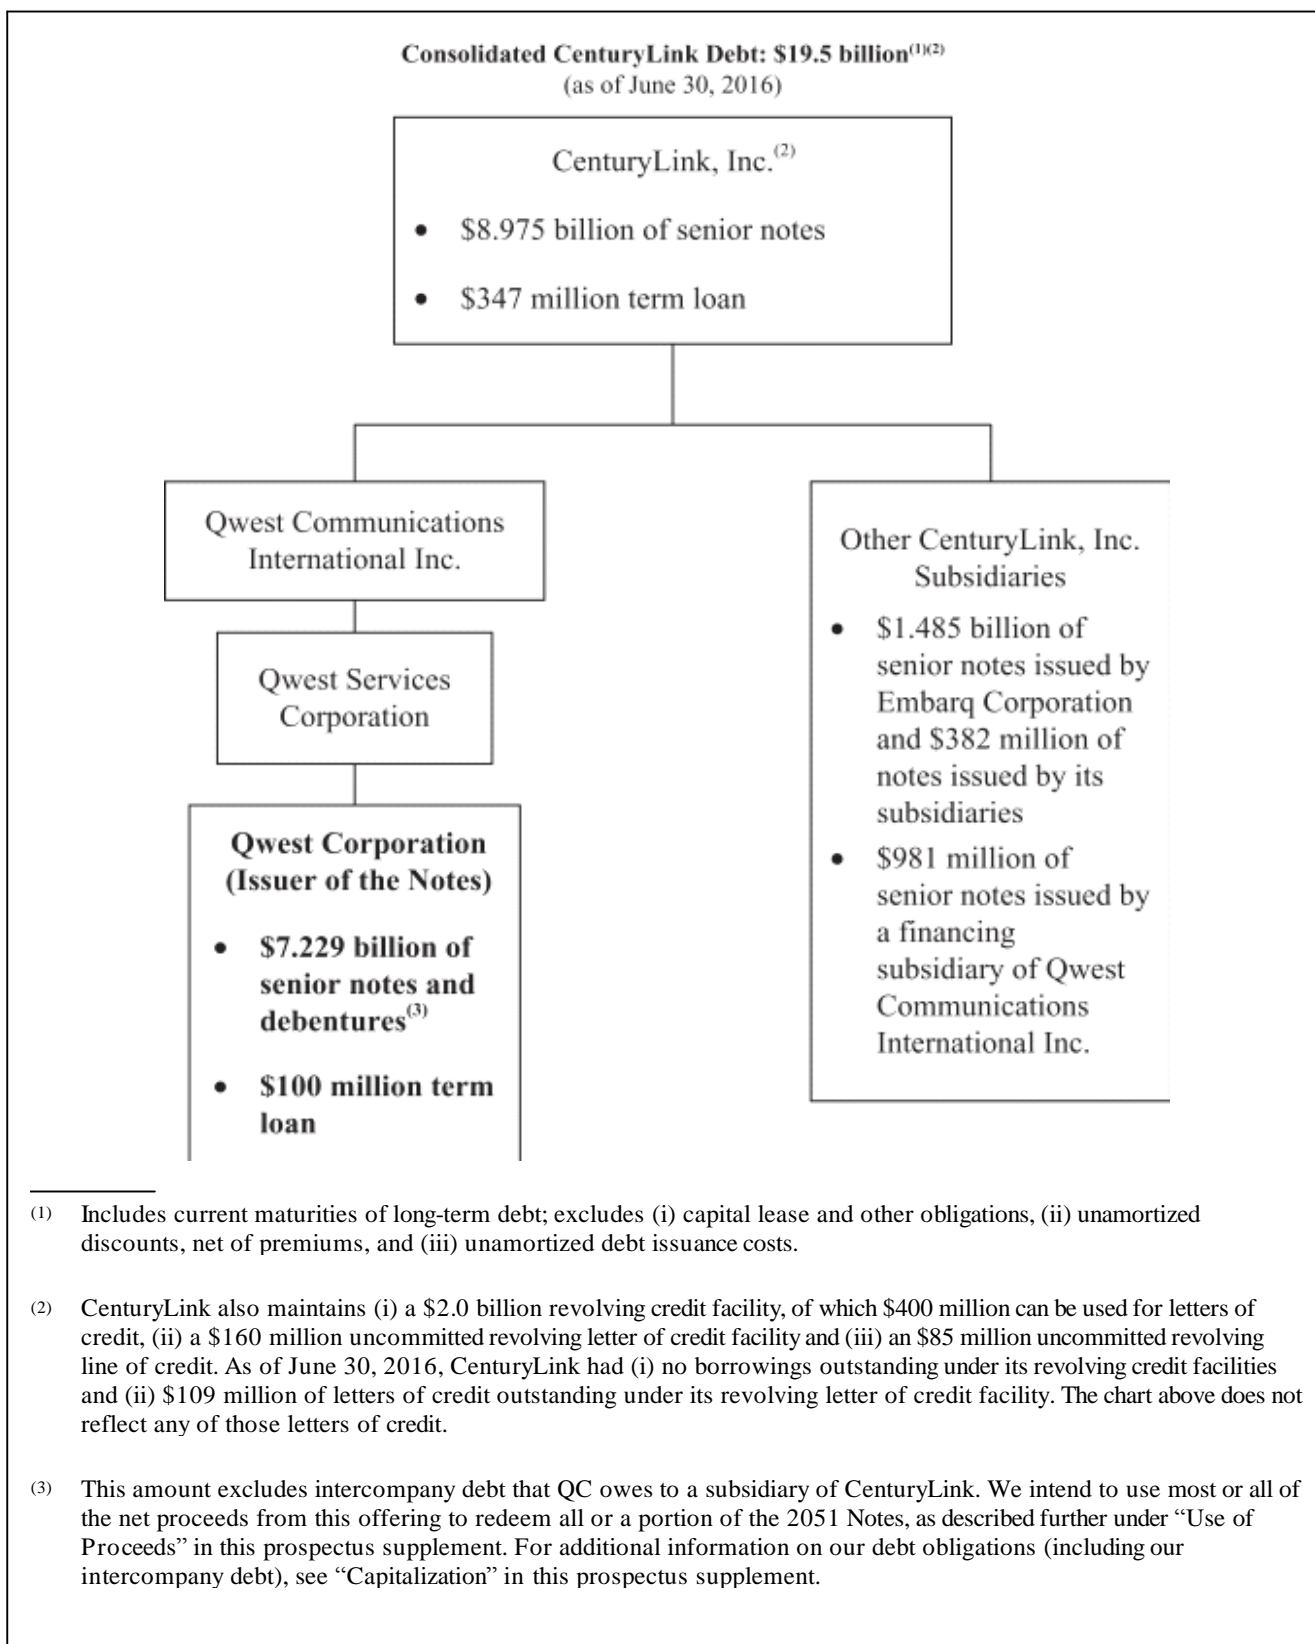 Consolidated CenturyLink Debt: $19.5 billion(1)(2)
(as of June 30, 2016)
CenturyLink, Inc.(2)
• $8.975 billion of senior notes
• $347 million term loan
Qwest Communications
International Inc.
Qwest Services
Corporation
Qwest Corporation
(Issuer of the Notes)
• $7.229 billion of
senior notes and
debentures(3)
• $100 million term
loan
Other CenturyLink, Inc.
Subsidiaries
• $1.485 billion of
senior notes issued by
Embarq Corporation
and $382 million of
notes issued by its
subsidiaries
• $981 million of
senior notes issued by
a financing
subsidiary of Qwest
Communications
International Inc.
(1) Includes current maturities of long-term debt; excludes (i) capital lease and other obligations, (ii) unamortized
discounts, net of premiums, and (iii) unamortized debt issuance costs.
(2) CenturyLink also maintains (i) a $2.0 billion revolving credit facility, of which $400 million can be used for letters of
credit, (ii) a $160 million uncommitted revolving letter of credit facility and (iii) an $85 million uncommitted revolving
line of credit. As of June 30, 2016, CenturyLink had (i) no borrowings outstanding under its revolving credit facilities
and (ii) $109 million of letters of credit outstanding under its revolving letter of credit facility. The chart above does not
reflect any of those letters of credit.
(3) This amount excludes intercompany debt that QC owes to a subsidiary of CenturyLink. We intend to use most or all of
the net proceeds from this offering to redeem all or a portion of the 2051 Notes, as described further under “Use of
Proceeds” in this prospectus supplement. For additional information on our debt obligations (including our
intercompany debt), see “Capitalization” in this prospectus supplement.